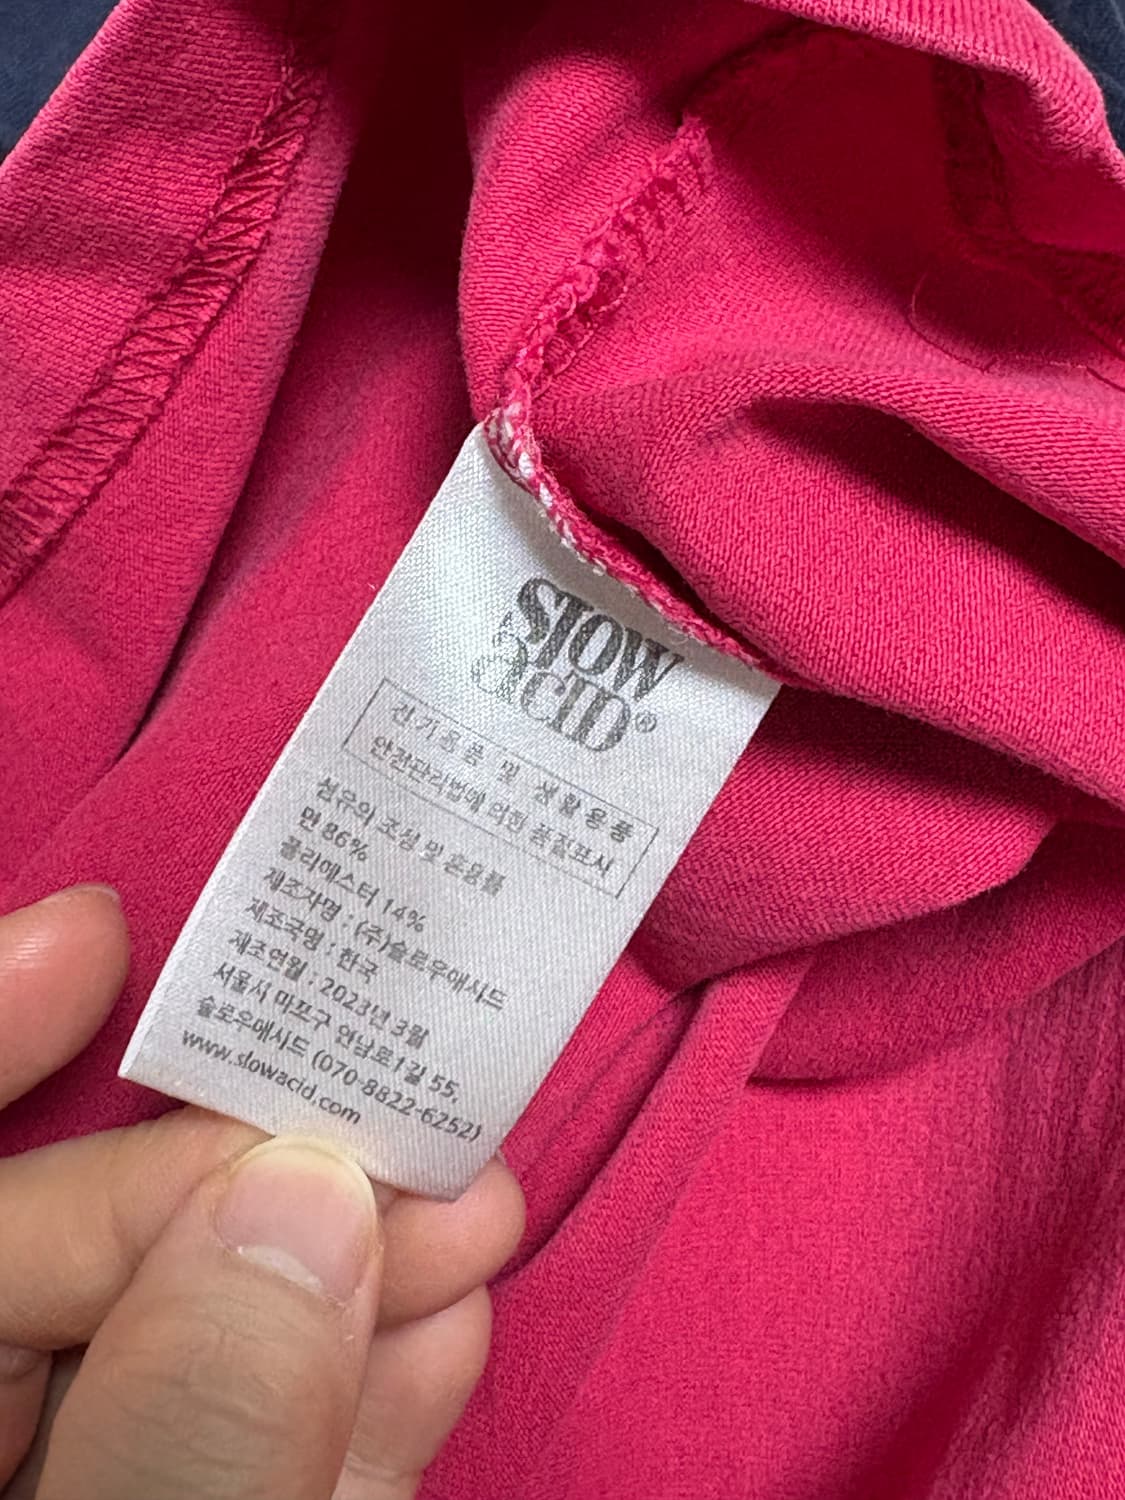 SLOW
ACID®
전기용품 및 생활용품
안전관리법에 의한 품질표시
섬유의 조성 및 혼용률
면 86%
폴리에스터 14%
제조자명 : (주)슬로우애시드
제조국명 : 한국
제조연월 : 2023년 3월
서울시 마포구 연남로1길 55,
슬로우애시드 (070-8822-6252)
www.slowacid.com